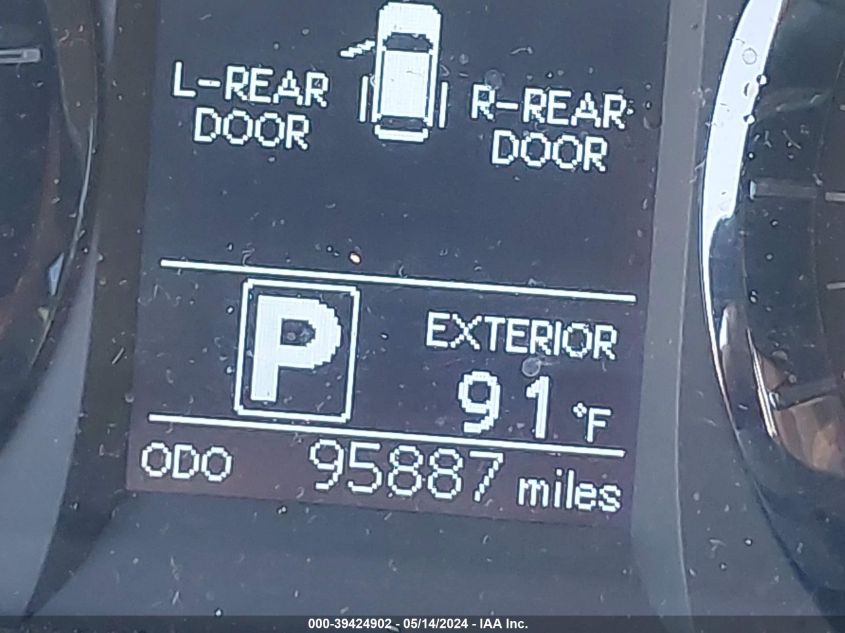 L-REAR
DOOR
R-REAR
DOOR
P
EXTERIOR
91 °F
ODO 95887 miles
000-39424902 - 05/14/2024 - IAA Inc.